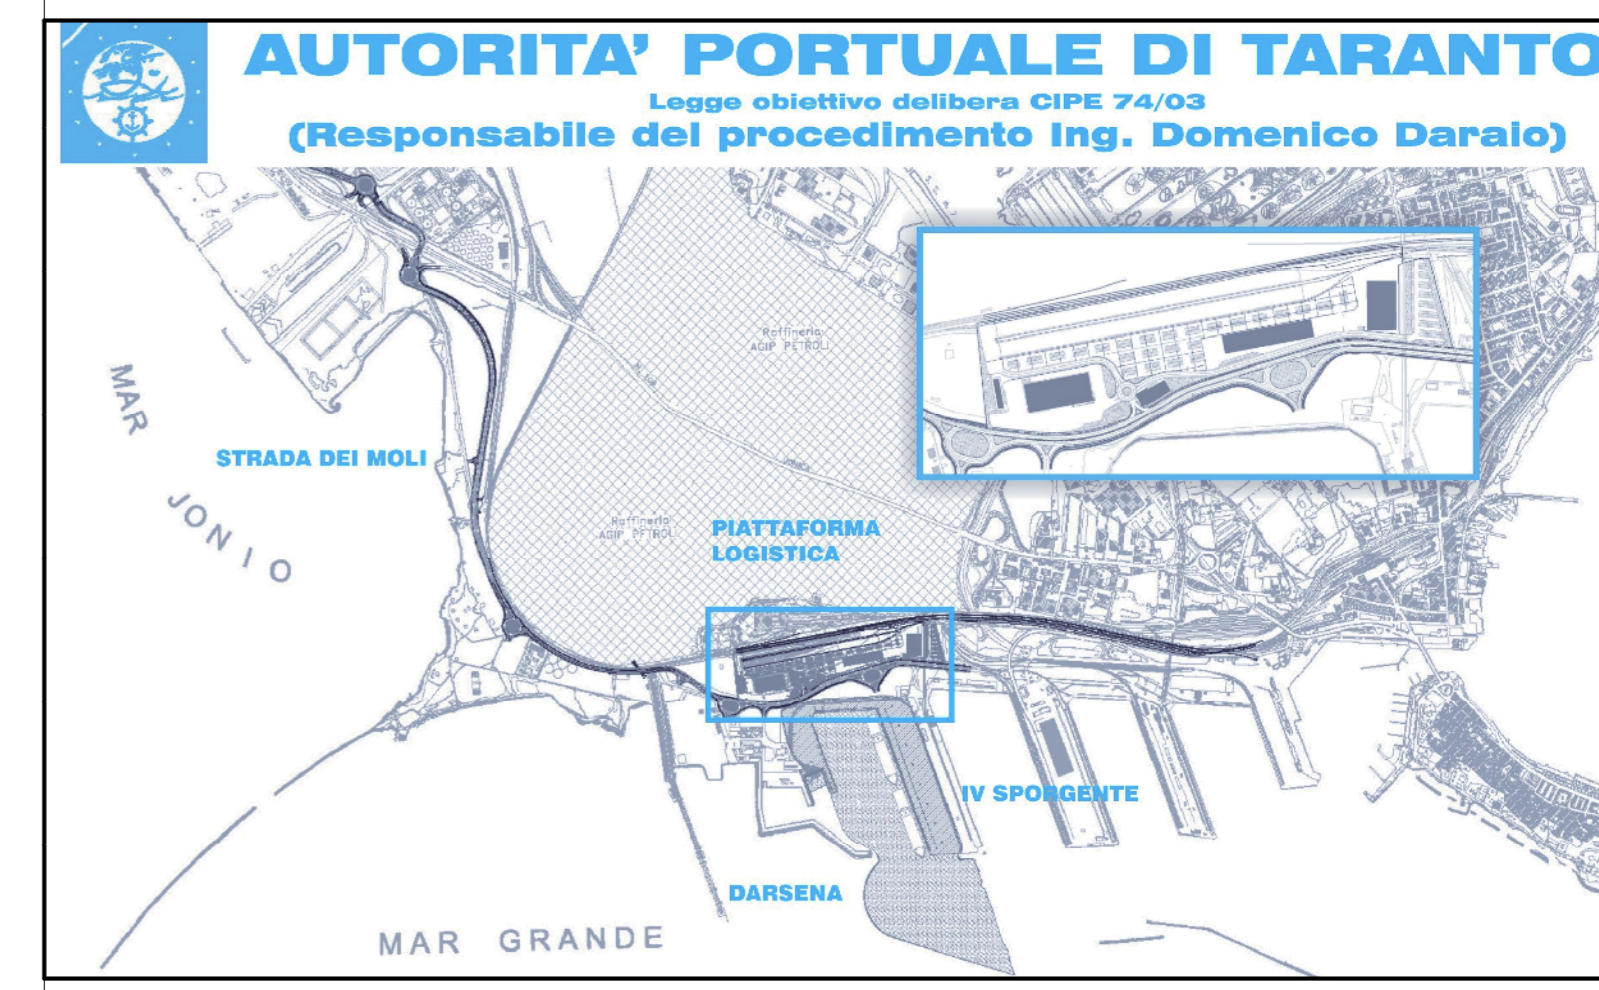 AUTORITA' PORTUALE DI TARANTO
Legge obiettivo delibera CIPE 74/03
(Responsabile del procedimento Ing. Domenico Daraio)
Raffineria
AGIP PETROLI
MAR
JONIO
STRADA DEI MOLI
Raffineria
AGIP PETROLI
PIATTAFORMA
LOGISTICA
IV SPORGENTE
DARSENA
MAR GRANDE